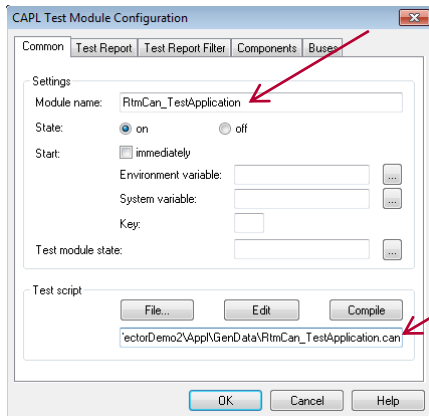 CAPL Test Module Configuration
Common Test Report Test Report Filter Components Buses
Settings
Module name: RtmCan_TestApplication
State: on off
Start: immediately
Environment variable: ...
System variable: ...
Key:
Test module state: ...
Test script
File... Edit Compile
'ectorDemo2\Appl\GenData\RtmCan_TestApplication.can
OK Cancel Help